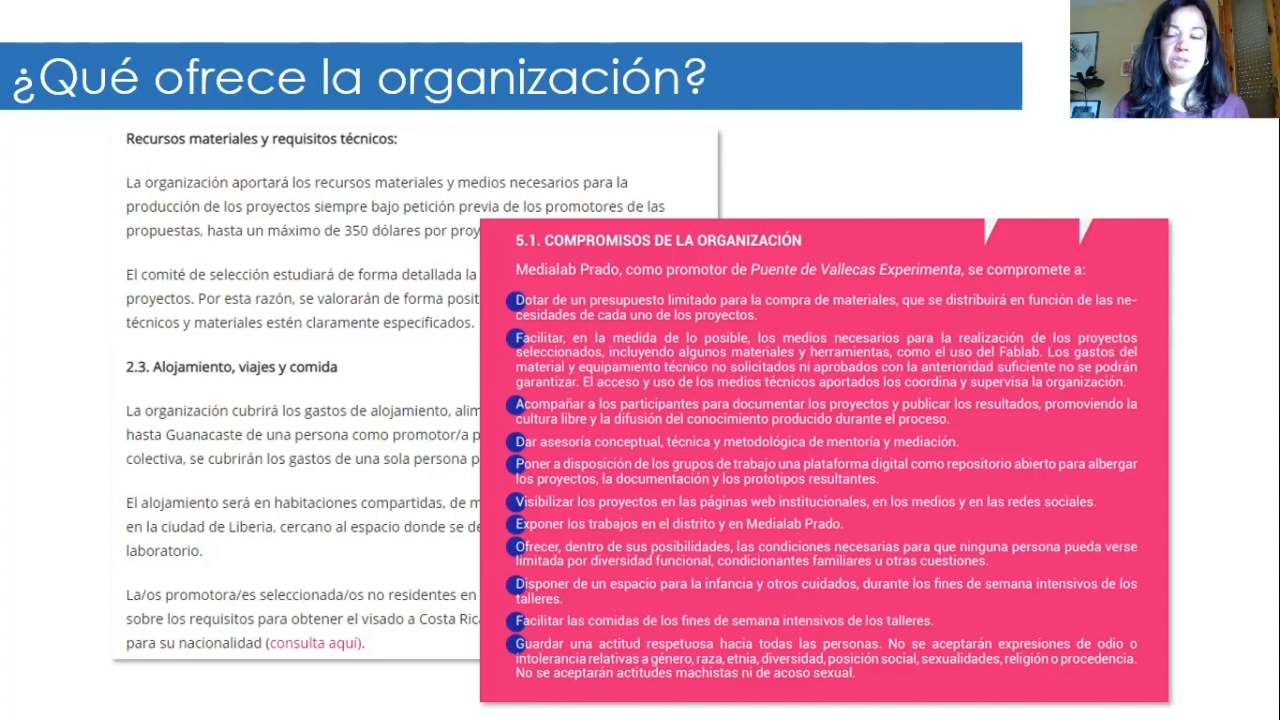 ¿Qué ofrece la organización?
Recursos materiales y requisitos técnicos:
La organización aportará los recursos materiales y medios necesarios para la
producción de los proyectos siempre bajo petición previa de los promotores de las
propuestas, hasta un máximo de 350 dólares por proy
El comité de selección estudiará de forma detallada la
proyectos. Por esta razón, se valorarán de forma posit
técnicos y materiales estén claramente especificados.
2.3. Alojamiento, viajes y comida
La organización cubrirá los gastos de alojamiento, alim
hasta Guanacaste de una persona como promotor/a p
colectiva, se cubrirán los gastos de una sola persona p
El alojamiento será en habitaciones compartidas, de m
en la ciudad de Liberia, cercano al espacio donde se de
laboratorio.
La/os promotora/es seleccionada/os no residentes en
sobre los requisitos para obtener el visado a Costa Rica
para su nacionalidad (consulta aquí).
5.1. COMPROMISOS DE LA ORGANIZACIÓN
Medialab Prado, como promotor de Puente de Vallecas Experimenta, se compromete a:
Dotar de un presupuesto limitado para la compra de materiales, que se distribuirá en función de las ne-
cesidades de cada uno de los proyectos.
Facilitar, en la medida de lo posible, los medios necesarios para la realización de los proyectos
seleccionados, incluyendo algunos materiales y herramientas, como el uso del Fablab. Los gastos del
material y equipamiento técnico no solicitados ni aprobados con la anterioridad suficiente no se podrán
garantizar. El acceso y uso de los medios técnicos aportados los coordina y supervisa la organización.
Acompañar a los participantes para documentar los proyectos y publicar los resultados, promoviendo la
cultura libre y la difusión del conocimiento producido durante el proceso.
Dar asesoría conceptual, técnica y metodológica de mentoría y mediación.
Poner a disposición de los grupos de trabajo una plataforma digital como repositorio abierto para albergar
los proyectos, la documentación y los prototipos resultantes.
Visibilizar los proyectos en las páginas web institucionales, en los medios y en las redes sociales.
Exponer los trabajos en el distrito y en Medialab Prado.
Ofrecer, dentro de sus posibilidades, las condiciones necesarias para que ninguna persona pueda verse
limitada por diversidad funcional, condicionantes familiares u otras cuestiones.
Disponer de un espacio para la infancia y otros cuidados, durante los fines de semana intensivos de los
talleres.
Facilitar las comidas de los fines de semana intensivos de los talleres.
Guardar una actitud respetuosa hacia todas las personas. No se aceptarán expresiones de odio o
intolerancia relativas a género, raza, etnia, diversidad, posición social, sexualidades, religión o procedencia.
No se aceptarán actitudes machistas ni de acoso sexual.